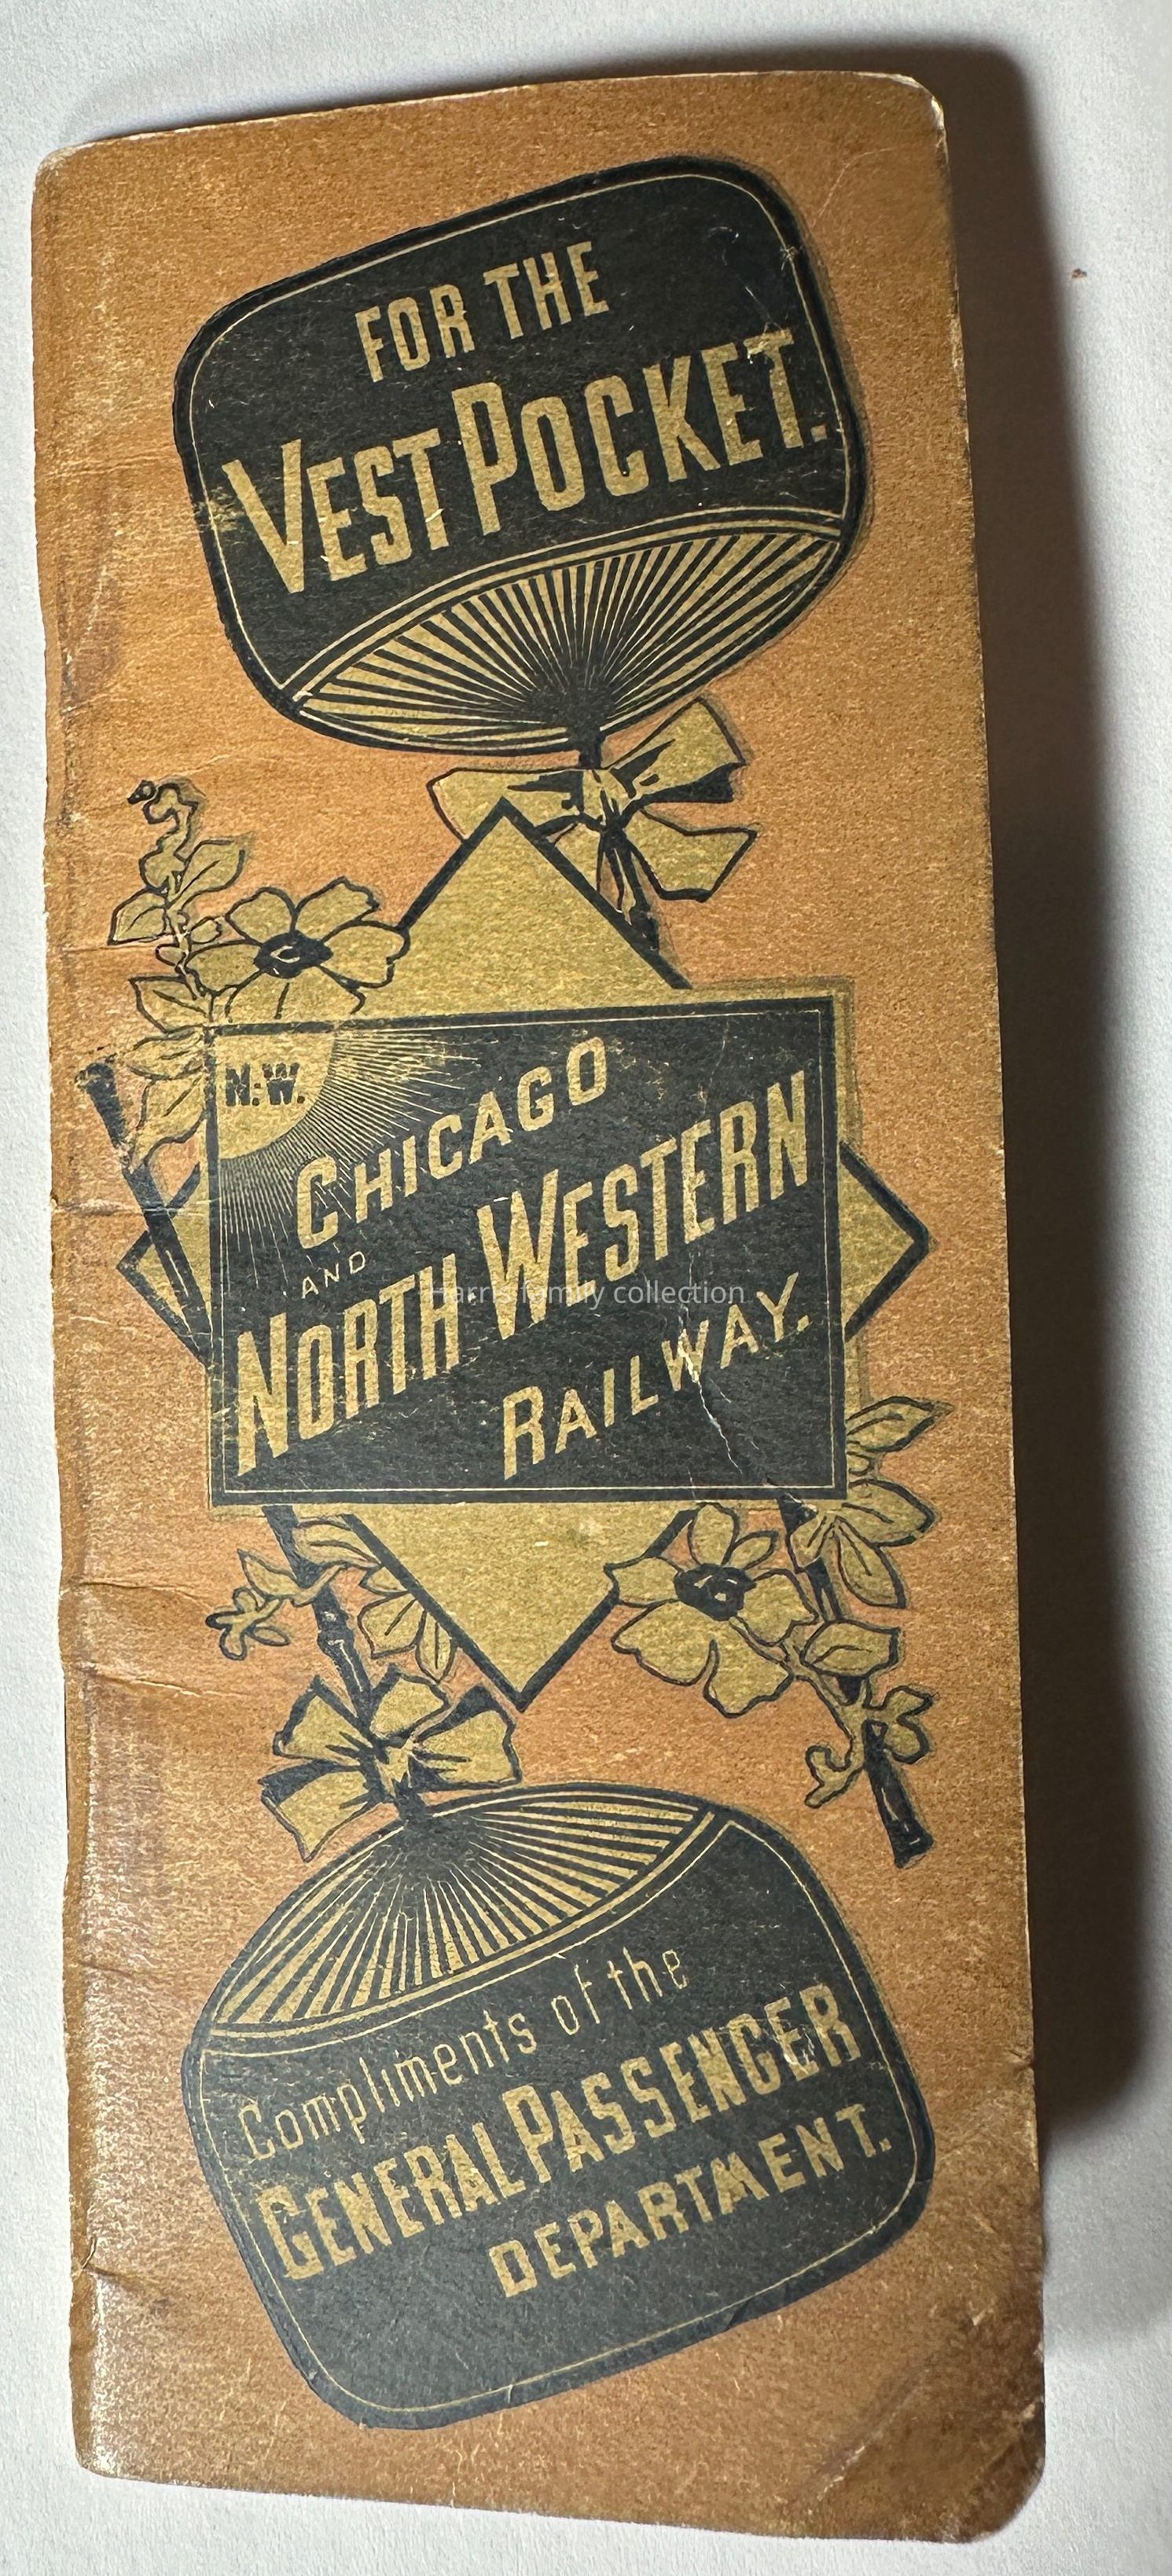 FOR THE
VEST POCKET.
N.W.
CHICAGO
AND
NORTH WESTERN
RAILWAY.
Harris family collection
Compliments of the
GENERAL PASSENGER
DEPARTMENT.